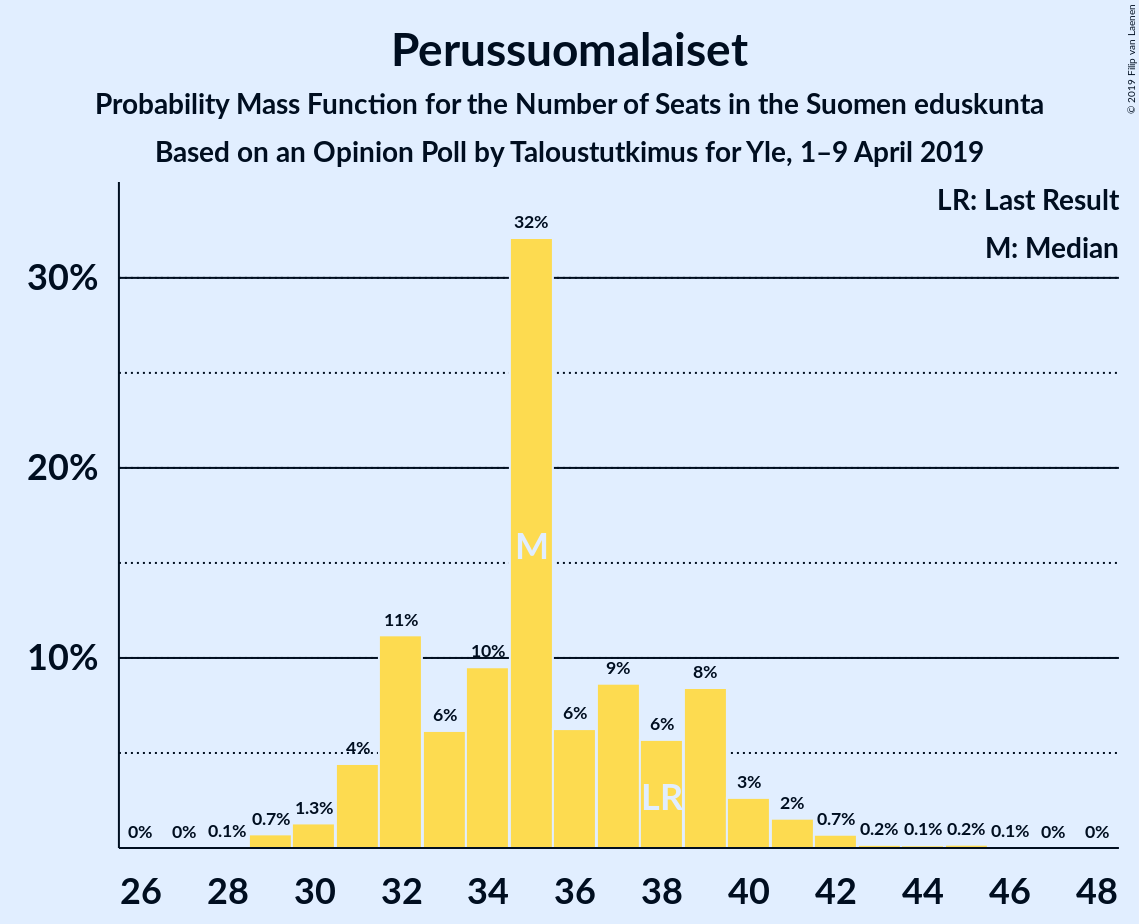 Perussuomalaiset
Probability Mass Function for the Number of Seats in the Suomen eduskunta
Based on an Opinion Poll by Taloustutkimus for Yle, 1–9 April 2019
© 2019 Filip van Laenen
LR: Last Result
M: Median
30%
20%
10%
0% 0% 0.1% 0.7% 1.3% 4% 11% 6% 10% 32% 6% 9% 6% 8% 3% 2% 0.7% 0.2% 0.1% 0.2% 0.1% 0% 0%
M
LR
26 28 30 32 34 36 38 40 42 44 46 48